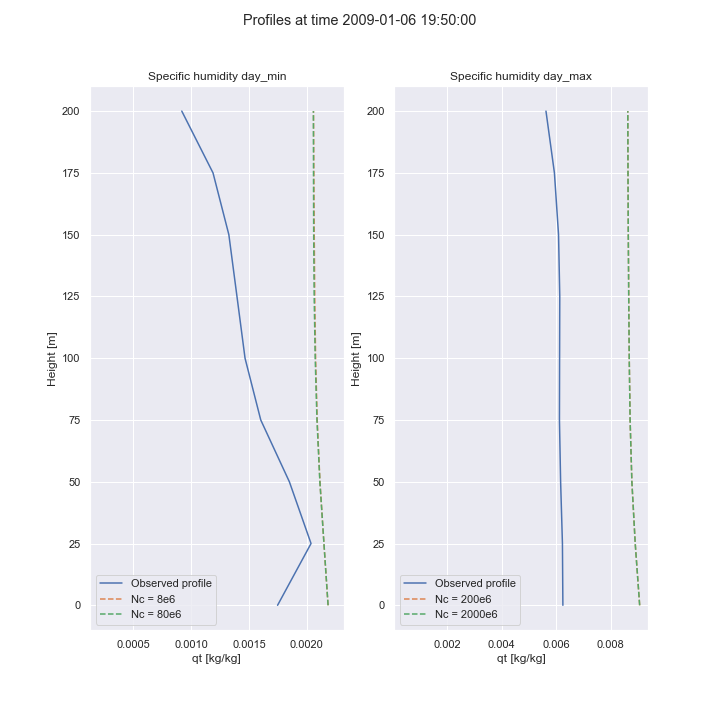 Profiles at time 2009-01-06 19:50:00
Specific humidity day_min
200
175
150
125
100
75
50
25
0
Height [m]
Observed profile
Nc = 8e6
Nc = 80e6
0.0005 0.0010 0.0015 0.0020
qt [kg/kg]
Specific humidity day_max
200
175
150
125
100
75
50
25
0
Height [m]
Observed profile
Nc = 200e6
Nc = 2000e6
0.002 0.004 0.006 0.008
qt [kg/kg]